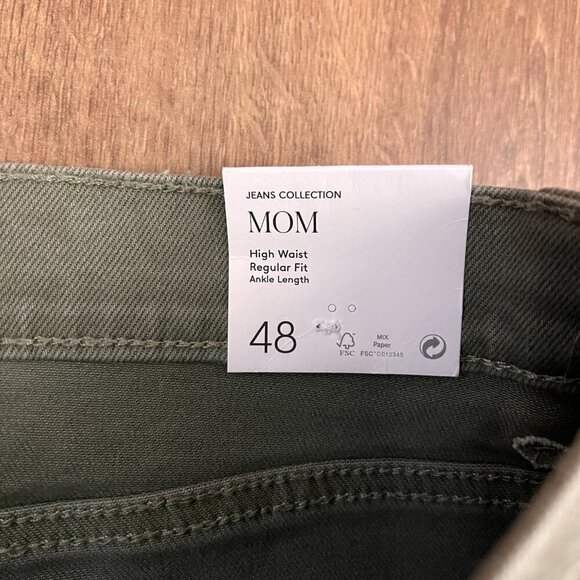 JEANS COLLECTION
MOM
High Waist
Regular Fit
Ankle Length
48
FSC
MIX
Paper
FSC® C012345